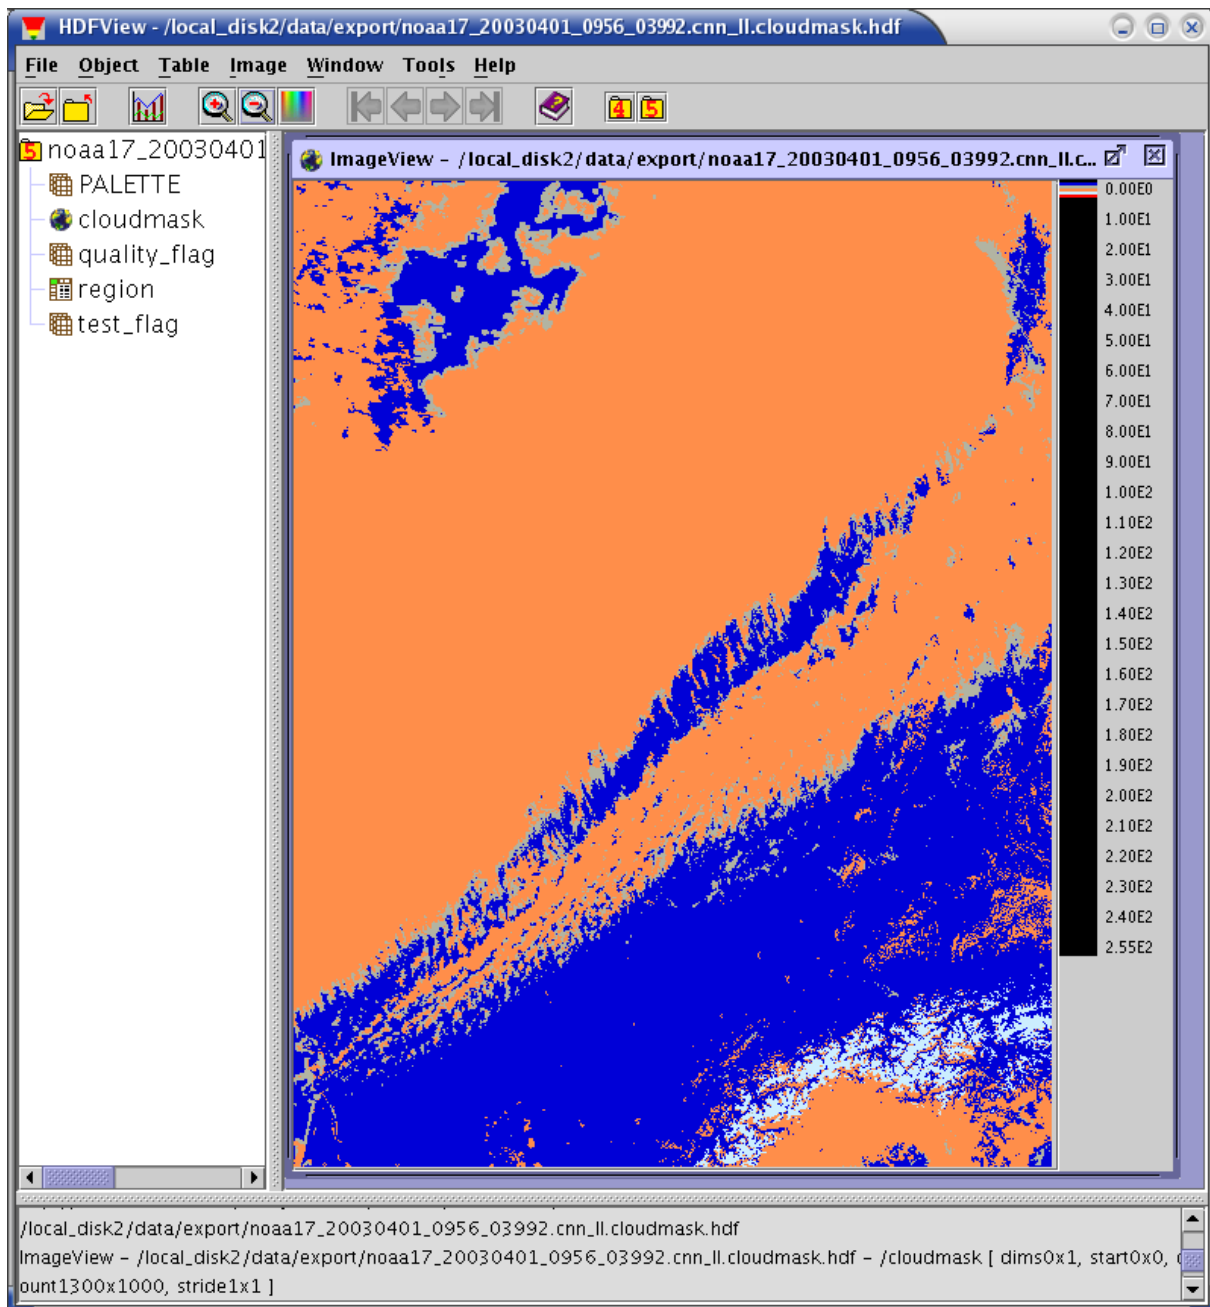 HDFView - /local_disk2/data/export/noaa17_20030401_0956_03992.cnn_ll.cloudmask.hdf
File Object Table Image Window Tools Help
4 5
5 noaa17_20030401
PALETTE
cloudmask
quality_flag
region
test_flag
ImageView - /local_disk2/data/export/noaa17_20030401_0956_03992.cnn_ll.c...
0.00E0
1.00E1
2.00E1
3.00E1
4.00E1
5.00E1
6.00E1
7.00E1
8.00E1
9.00E1
1.00E2
1.10E2
1.20E2
1.30E2
1.40E2
1.50E2
1.60E2
1.70E2
1.80E2
1.90E2
2.00E2
2.10E2
2.20E2
2.30E2
2.40E2
2.55E2
/local_disk2/data/export/noaa17_20030401_0956_03992.cnn_ll.cloudmask.hdf
ImageView - /local_disk2/data/export/noaa17_20030401_0956_03992.cnn_ll.cloudmask.hdf - /cloudmask [ dims0x1, start0x0, c
ount1300x1000, stride1x1 ]